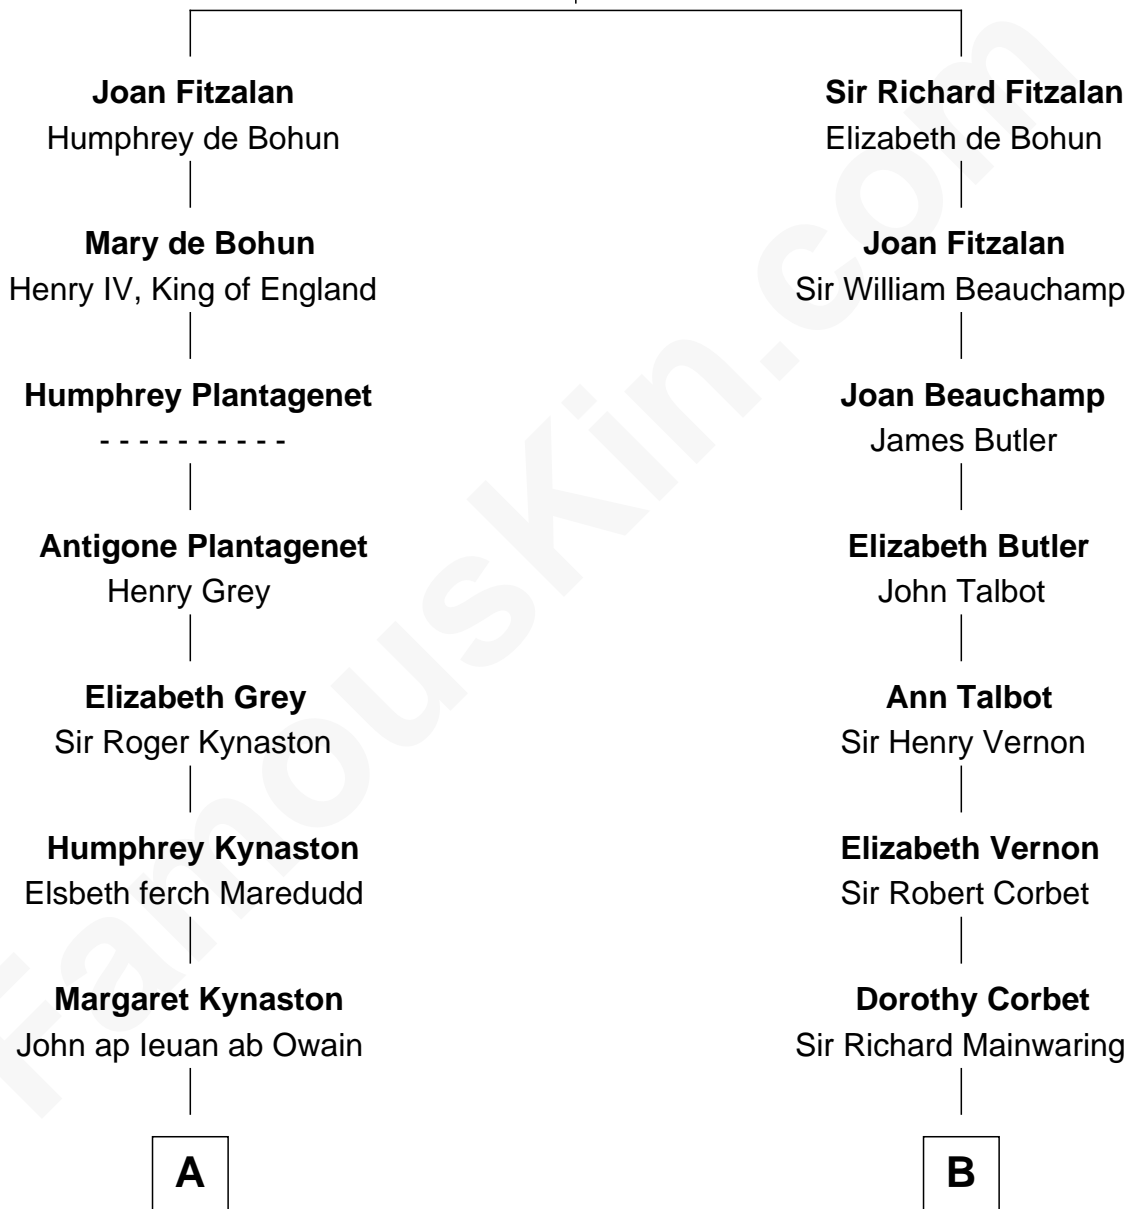 Joan Fitzalan
Humphrey de Bohun
Mary de Bohun
Henry IV, King of England
Humphrey Plantagenet
- - - - - - - - - -
Antigone Plantagenet
Henry Grey
Elizabeth Grey
Sir Roger Kynaston
Humphrey Kynaston
Elsbeth ferch Maredudd
Margaret Kynaston
John ap Ieuan ab Owain
A
Sir Richard Fitzalan
Elizabeth de Bohun
Joan Fitzalan
Sir William Beauchamp
Joan Beauchamp
James Butler
Elizabeth Butler
John Talbot
Ann Talbot
Sir Henry Vernon
Elizabeth Vernon
Sir Robert Corbet
Dorothy Corbet
Sir Richard Mainwaring
B
FamousKin.com